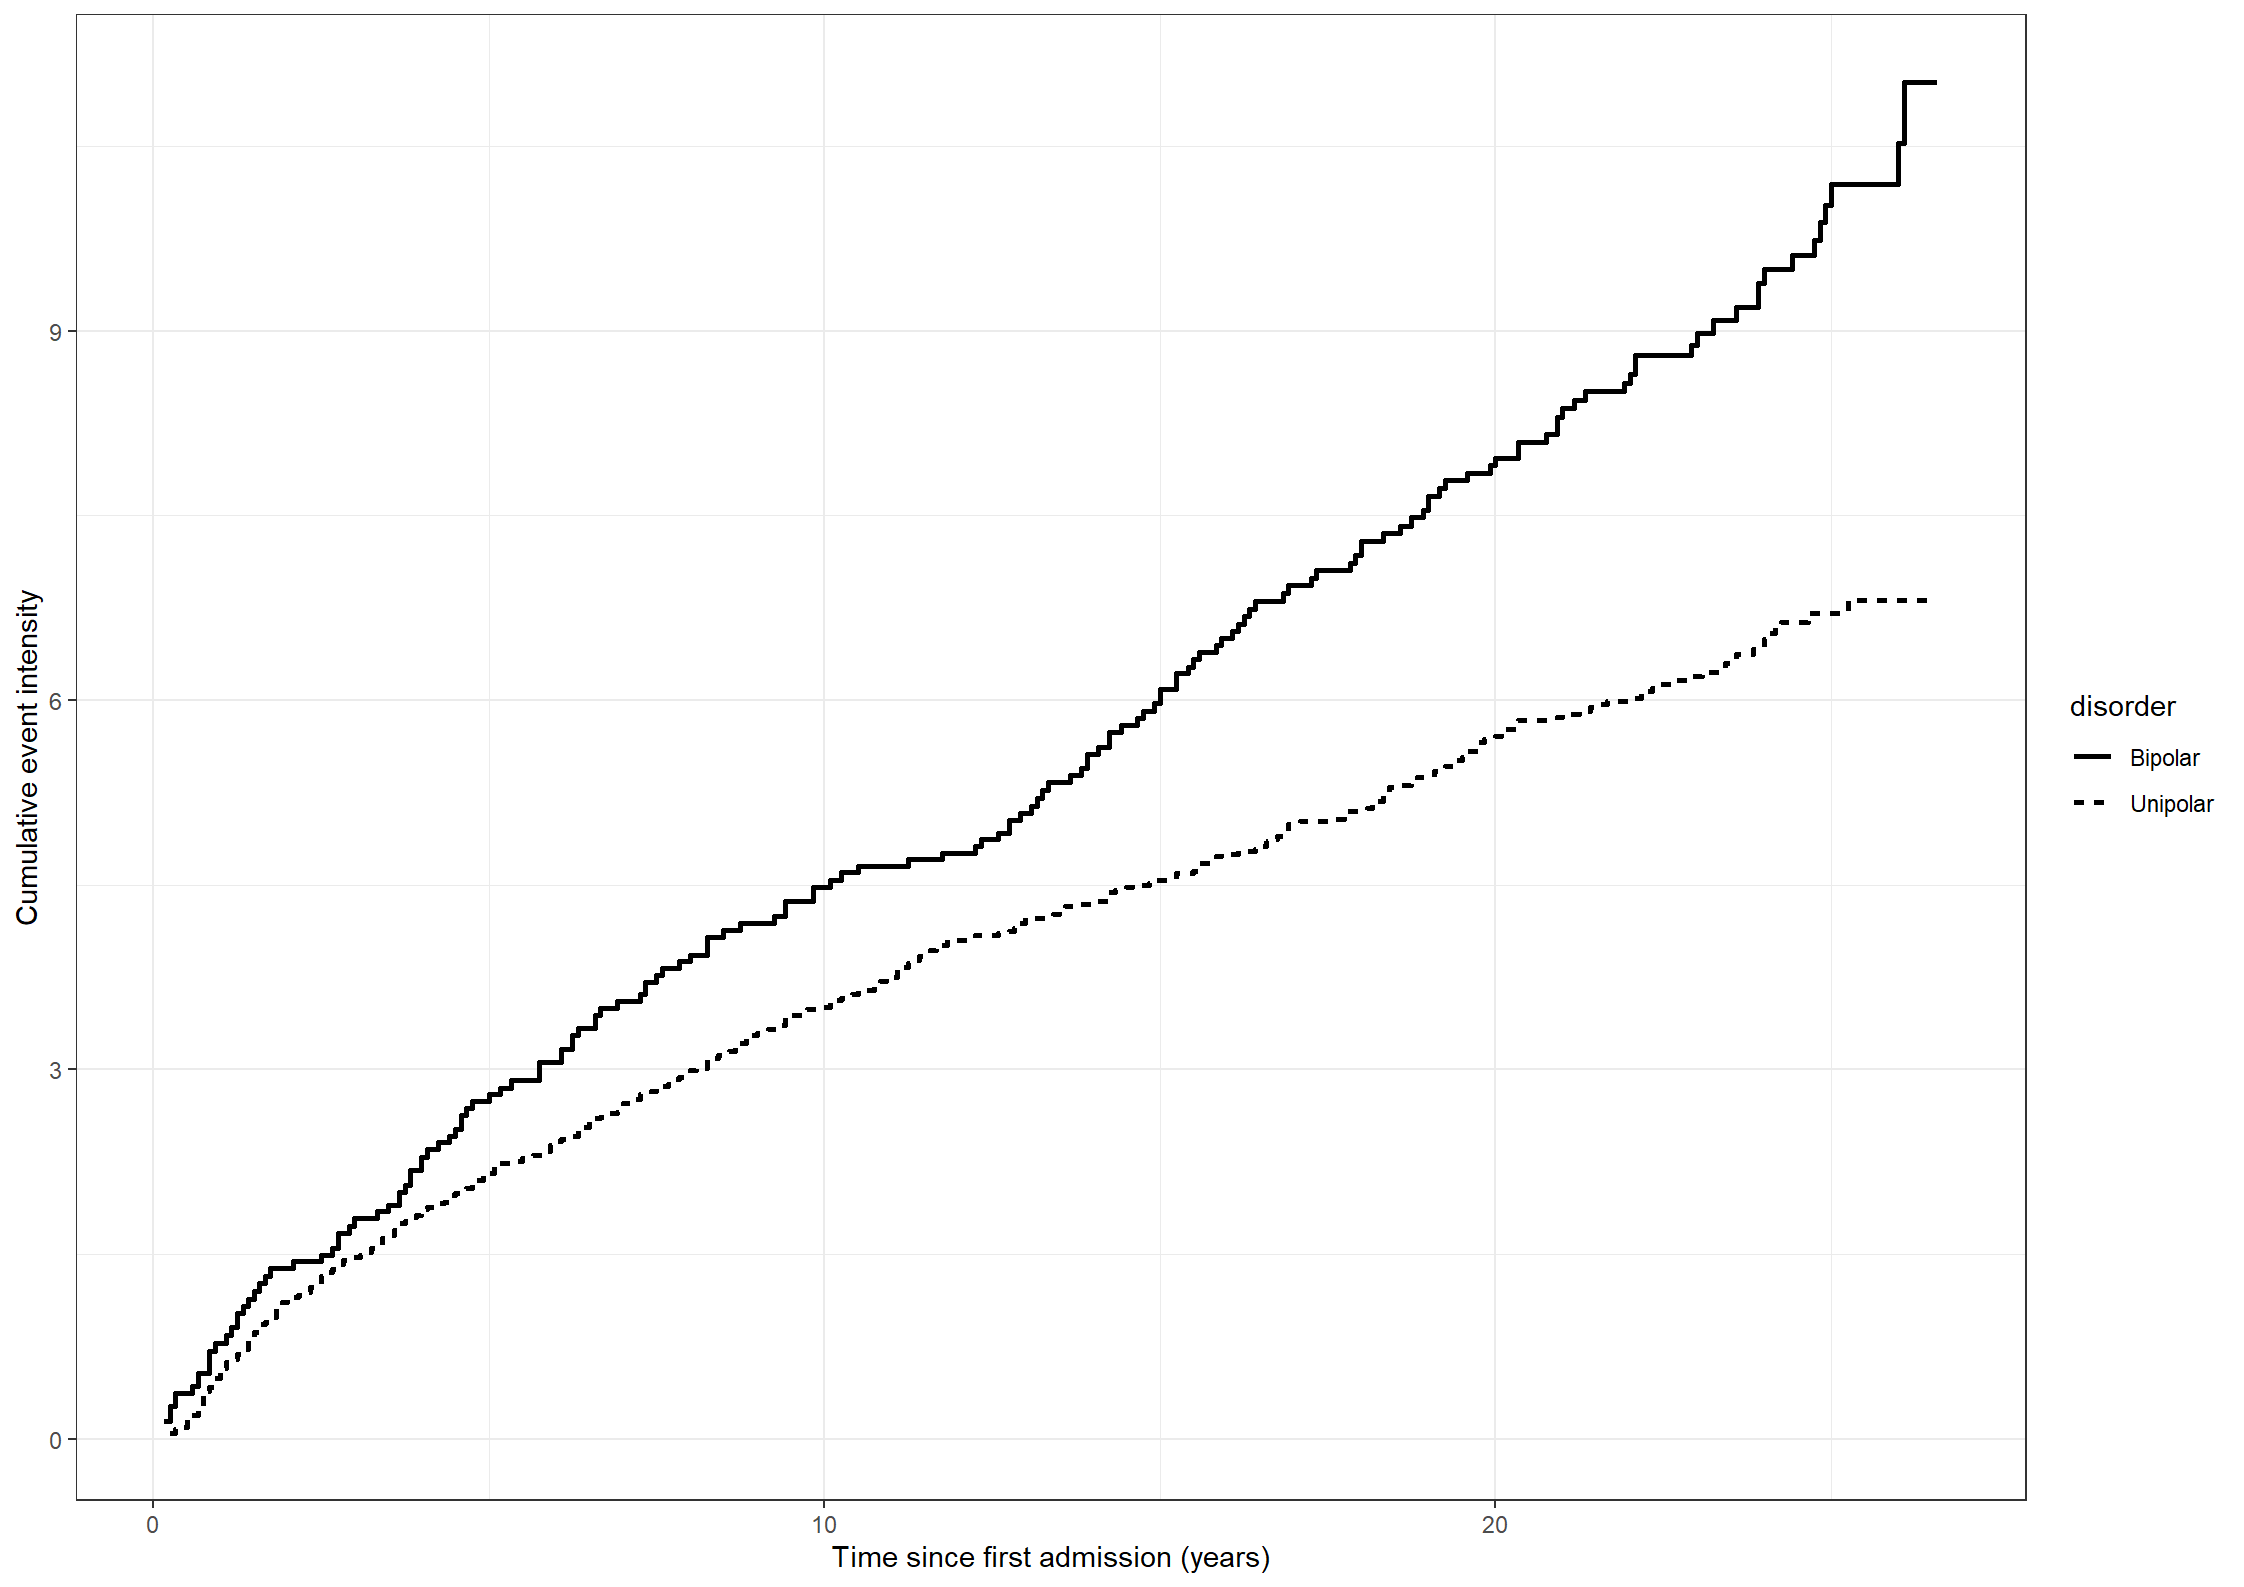 Cumulative event intensity
9
6
3
0
0
10
20
Time since first admission (years)
disorder
Bipolar
Unipolar